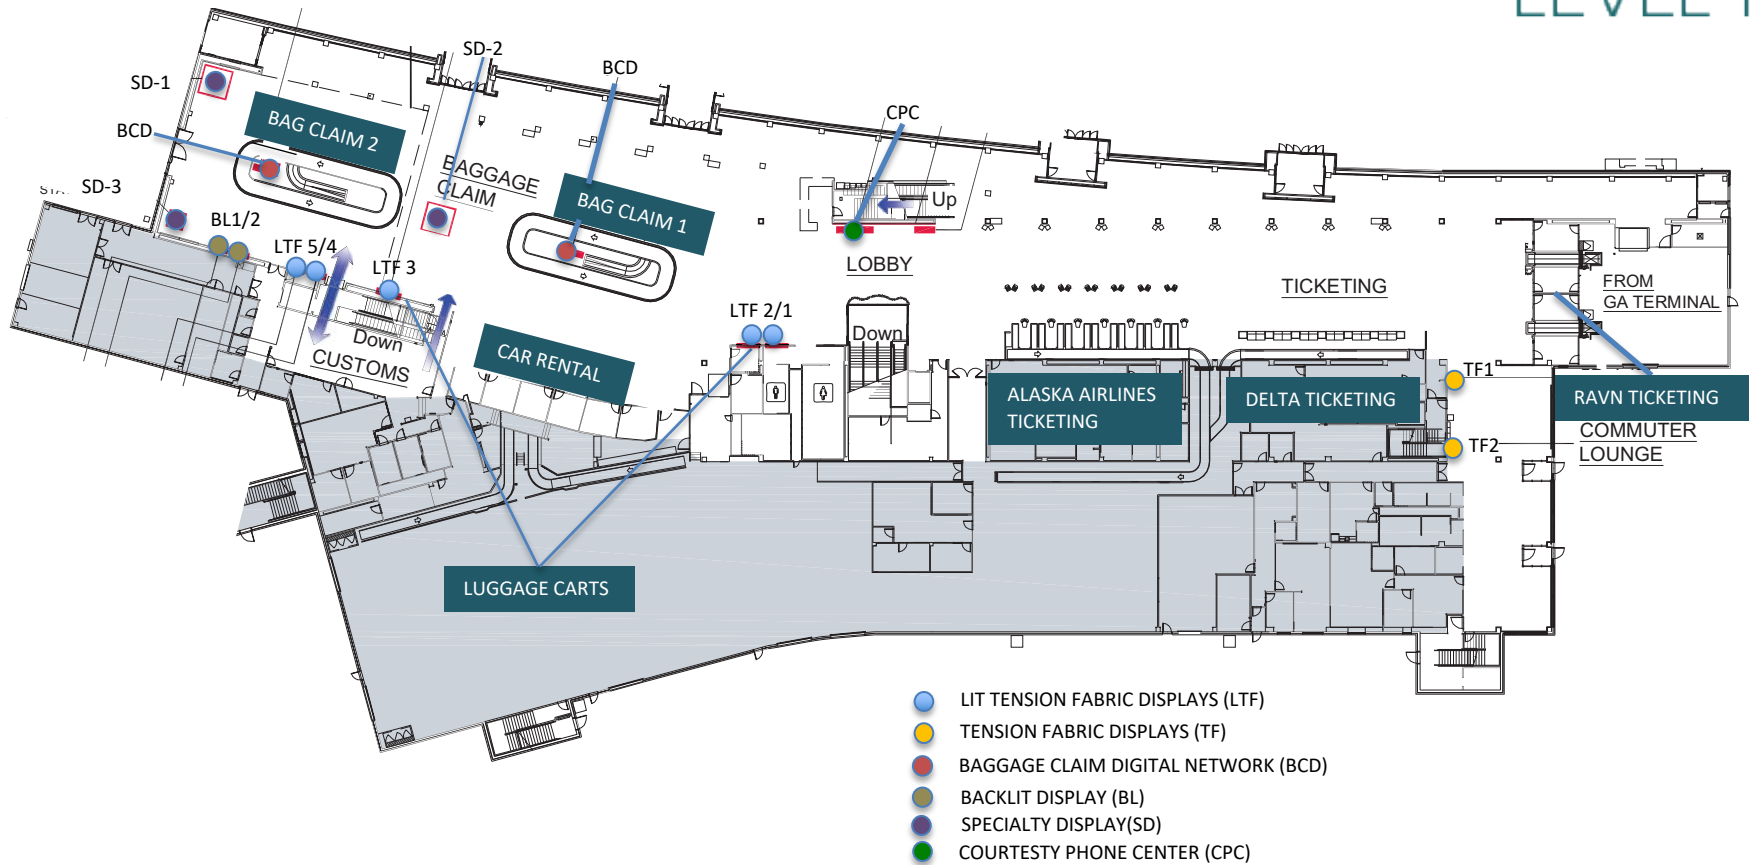 LEVEL 1
SD-2
SD-1
BCD
CPC
BCD
BAG CLAIM 2
BAGGAGE
CLAIM
SD-3
BAG CLAIM 1
Up
BL1/2
LTF 5/4
LTF 3
LOBBY
TICKETING
FROM
GA TERMINAL
LTF 2/1
Down
Down
CUSTOMS
CAR RENTAL
TF1
ALASKA AIRLINES
TICKETING
DELTA TICKETING
RAVN TICKETING
COMMUTER
LOUNGE
TF2
LUGGAGE CARTS
LIT TENSION FABRIC DISPLAYS (LTF)
TENSION FABRIC DISPLAYS (TF)
BAGGAGE CLAIM DIGITAL NETWORK (BCD)
BACKLIT DISPLAY (BL)
SPECIALTY DISPLAY(SD)
COURTESTY PHONE CENTER (CPC)